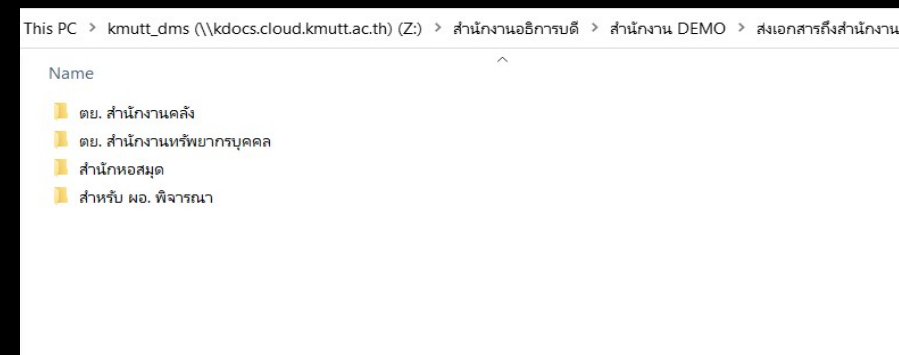 This PC > kmutt_dms (\\kdocs.cloud.kmutt.ac.th) (Z:) > สำนักงานอธิการบดี > สำนักงาน DEMO > ส่งเอกสารถึงสำนักงาน
Name
ตย. สำนักงานคลัง
ตย. สำนักงานทรัพยากรบุคคล
สำนักหอสมุด
สำหรับ ผอ. พิจารณา